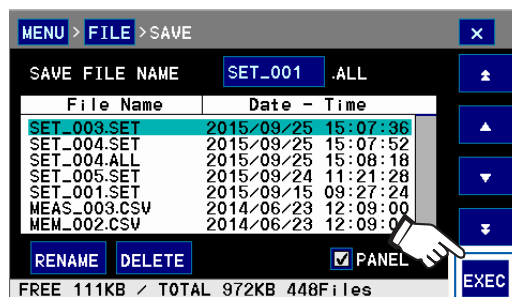 MENU > FILE > SAVE ×
SAVE FILE NAME SET_001 .ALL
File Name Date - Time
SET_003.SET 2015/09/25 15:07:36
SET_004.SET 2015/09/25 15:07:52
SET_004.ALL 2015/09/25 15:08:18
SET_005.SET 2015/09/24 11:21:28
SET_001.SET 2015/09/15 09:27:24
MEAS_003.CSV 2014/06/23 12:09:00
MEM_002.CSV 2014/06/23 12:09:0
RENAME DELETE ☑ PANEL
EXEC
FREE 111KB / TOTAL 972KB 448Files